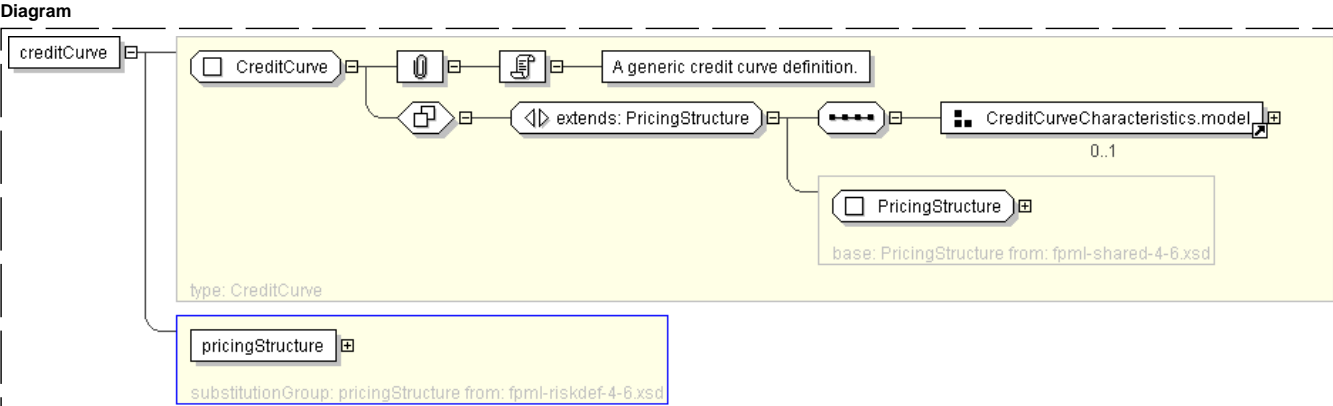 Diagram
creditCurve
CreditCurve
A generic credit curve definition.
extends: PricingStructure
CreditCurveCharacteristics.model
0..1
PricingStructure
base: PricingStructure from: fpml-shared-4-6.xsd
type: CreditCurve
pricingStructure
substitutionGroup: pricingStructure from: fpml-riskdef-4-6.xsd